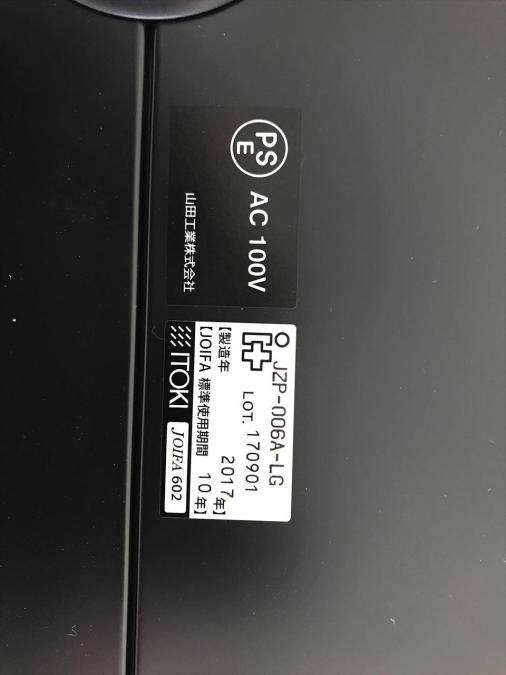 PS
E
AC 100V
山田工業株式会社
JZP-006A-LG
LOT. 170901
【製造年 2017年】
【JOIFA 標準使用期間 10年】
ITOKI JOIFA 602